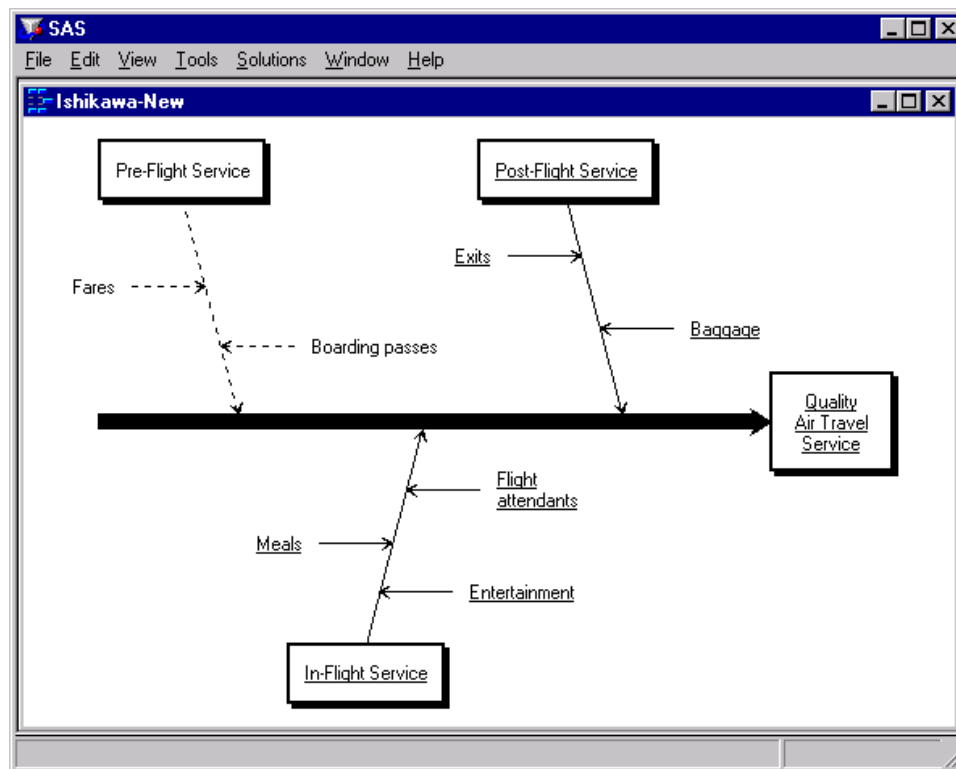 SAS
File Edit View Tools Solutions Window Help
Ishikawa-New
Pre-Flight Service
Post-Flight Service
Exits
Fares
Baggage
Boarding passes
Quality
Air Travel
Service
Flight
attendants
Meals
Entertainment
In-Flight Service